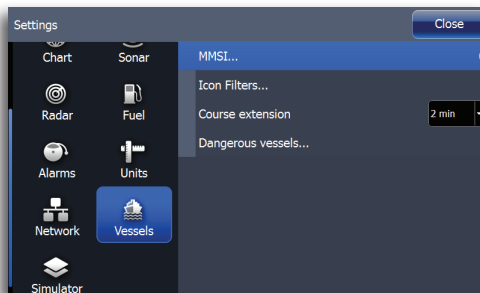 Settings
Close
Chart
Sonar
MMSI...
Icon Filters...
Radar
Fuel
Course extension
2 min
Dangerous vessels...
Alarms
Units
Network
Vessels
Simulator